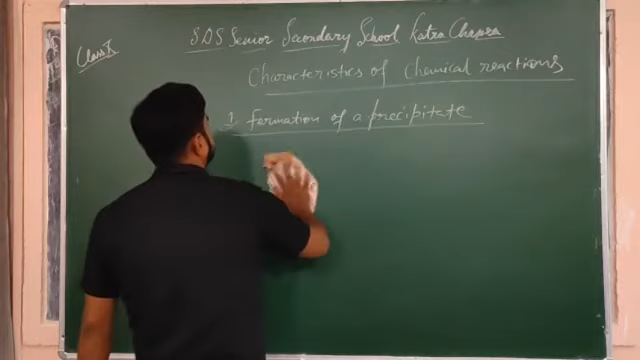 Class X
SDS Senior Secondary School Katra Chapra
Characteristics of chemical reactions
1. Formation of a precipitate